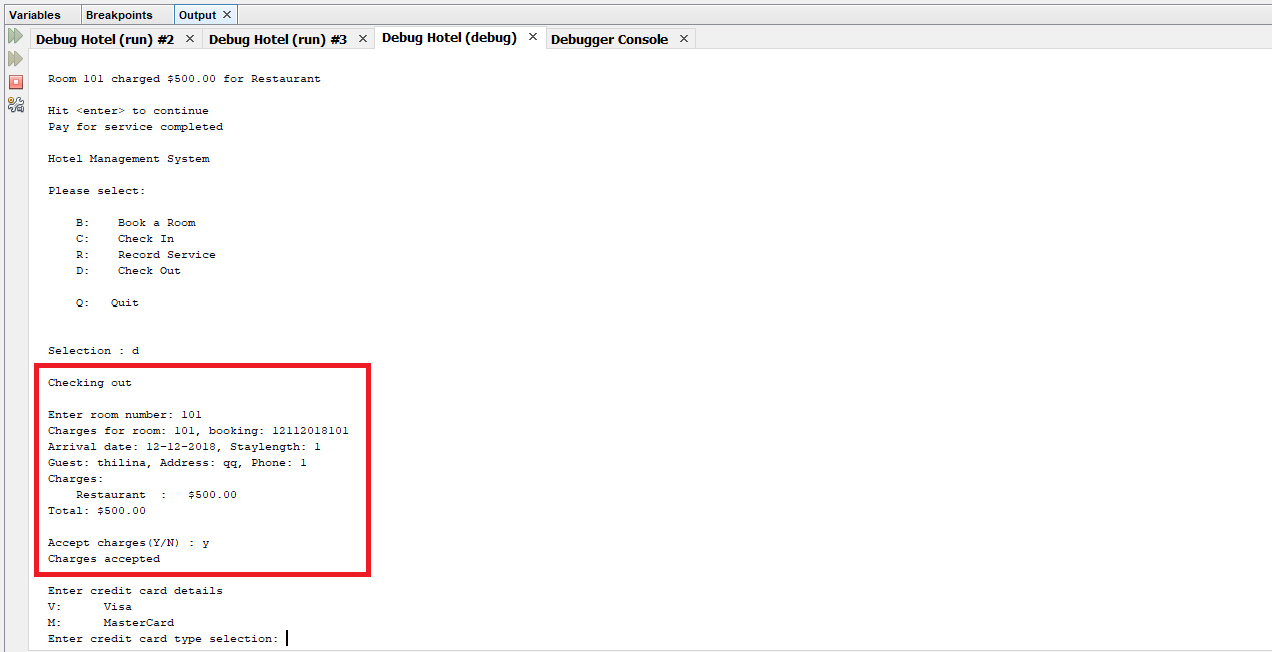 Variables Breakpoints Output
Debug Hotel (run) #2 Debug Hotel (run) #3 Debug Hotel (debug) Debugger Console
Room 101 charged $500.00 for Restaurant
Hit <enter> to continue
Pay for service completed
Hotel Management System
Please select:
B: Book a Room
C: Check In
R: Record Service
D: Check Out
Q: Quit
Selection : d
Checking out
Enter room number: 101
Charges for room: 101, booking: 12112018101
Arrival date: 12-12-2018, Staylength: 1
Guest: thilina, Address: qq, Phone: 1
Charges:
Restaurant : $500.00
Total: $500.00
Accept charges(Y/N) : y
Charges accepted
Enter credit card details
V: Visa
M: MasterCard
Enter credit card type selection: